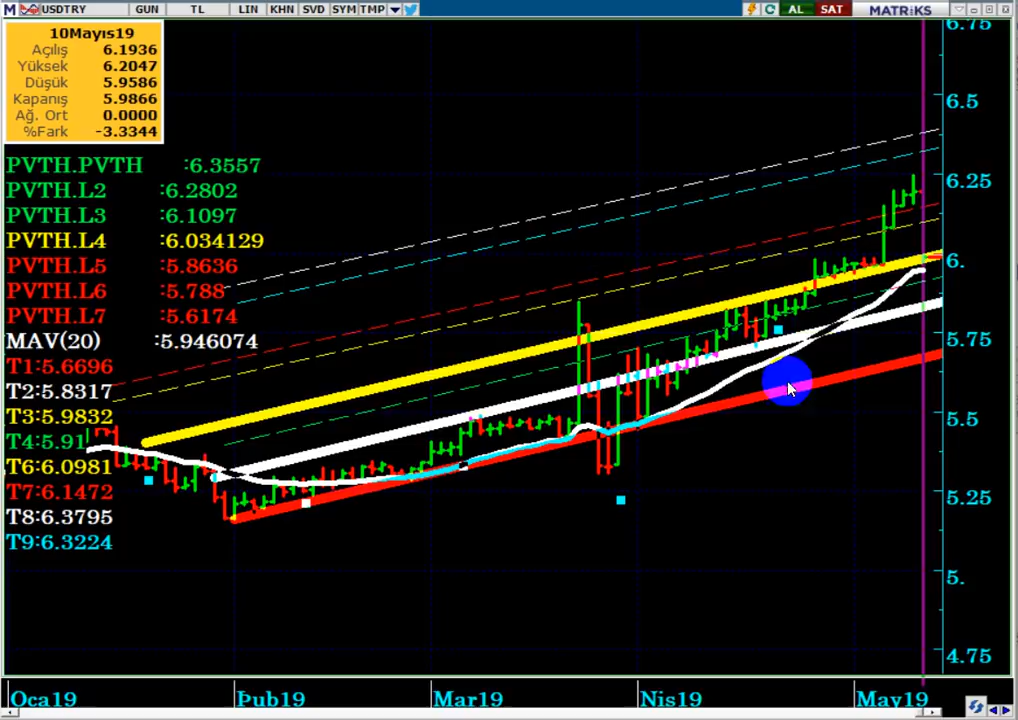 M USDTRY GUN TL LIN KHN SVD SYM TMP AL SAT MATRiKS
10Mayıs19
Açılış 6.1936
Yüksek 6.2047
Düşük 5.9586
Kapanış 5.9866
Ağ. Ort 0.0000
%Fark -3.3344
PVTH.PVTH :6.3557
PVTH.L2 :6.2802
PVTH.L3 :6.1097
PVTH.L4 :6.034129
PVTH.L5 :5.8636
PVTH.L6 :5.788
PVTH.L7 :5.6174
MAV(20) :5.946074
T1:5.6696
T2:5.8317
T3:5.9832
T4:5.91
T6:6.0981
T7:6.1472
T8:6.3795
T9:6.3224
6.75
6.5
6.25
6.
5.75
5.5
5.25
5.
4.75
Oca19 Þub19 Mar19 Nis19 May19